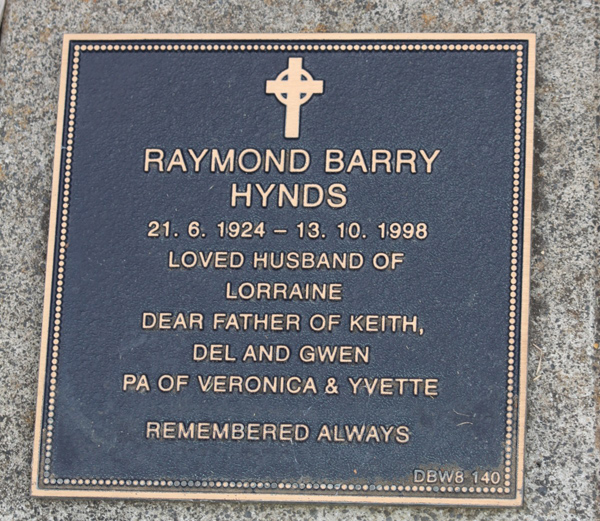 RAYMOND BARRY
HYNDS
21. 6. 1924 – 13. 10. 1998
LOVED HUSBAND OF
LORRAINE
DEAR FATHER OF KEITH,
DEL AND GWEN
PA OF VERONICA & YVETTE
REMEMBERED ALWAYS
DBW8 140